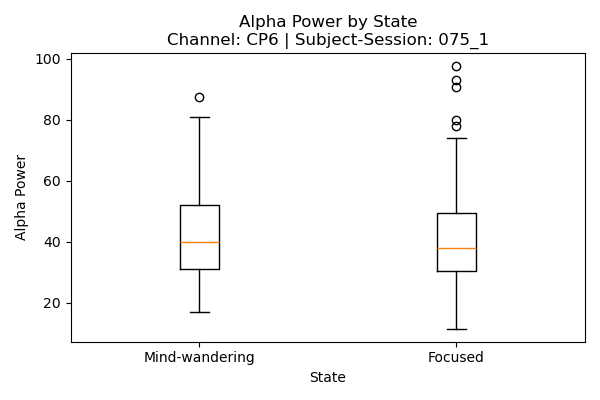 Alpha Power by State
Channel: CP6 | Subject-Session: 075_1
100
80
60
40
20
Alpha Power
Mind-wandering
Focused
State